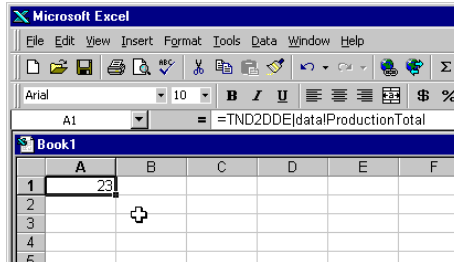 Microsoft Excel
File Edit View Insert Format Tools Data Window Help
ABC Σ
Arial 10 B I U a $ %
A1 = =TND2DDE|data!ProductionTotal
Book1
A B C D E F
1 23
2
3
4
5